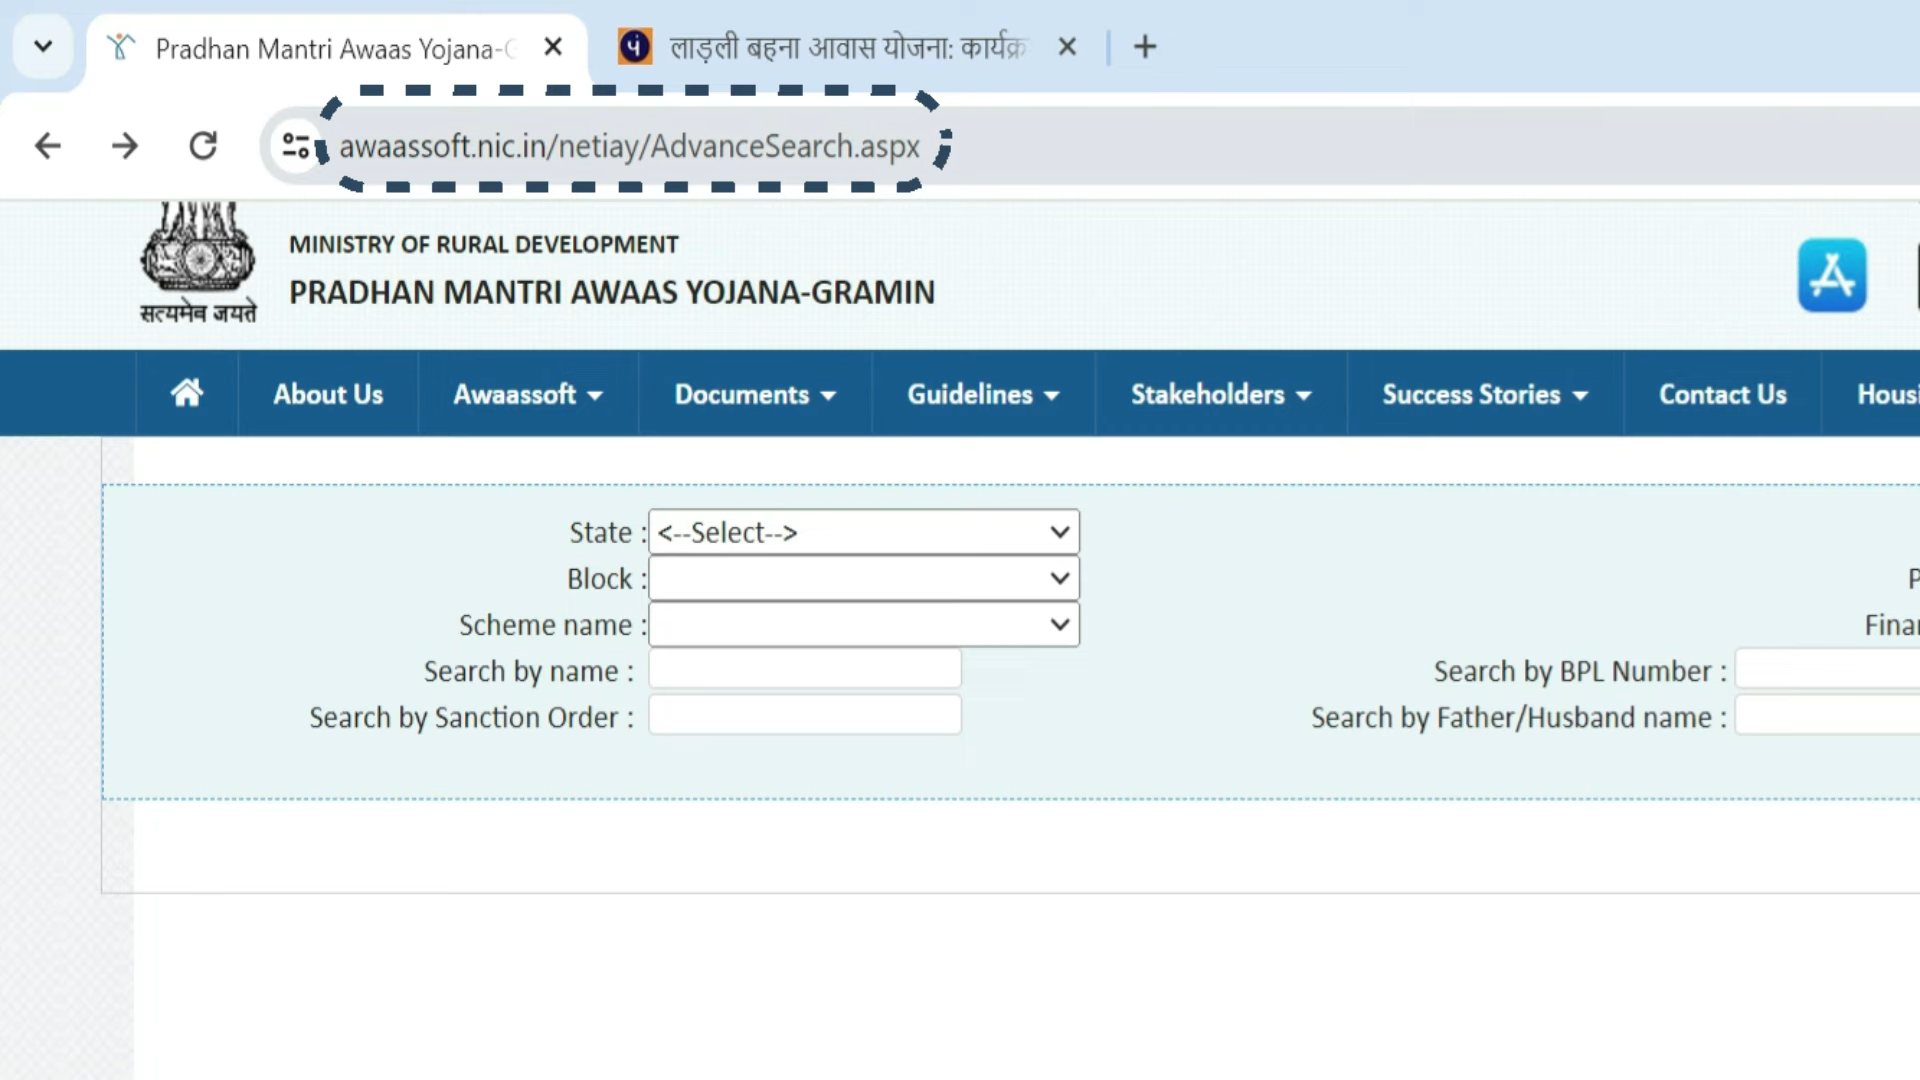 Pradhan Mantri Awaas Yojana-G
लाड़ली बहना आवास योजना: कार्यक्र
awaassoft.nic.in/netiay/AdvanceSearch.aspx
सत्यमेव जयते
MINISTRY OF RURAL DEVELOPMENT
PRADHAN MANTRI AWAAS YOJANA-GRAMIN
About Us Awaassoft Documents Guidelines Stakeholders Success Stories Contact Us Housi
State : <--Select-->
Block : P
Scheme name : Finan
Search by name : Search by BPL Number :
Search by Sanction Order : Search by Father/Husband name :